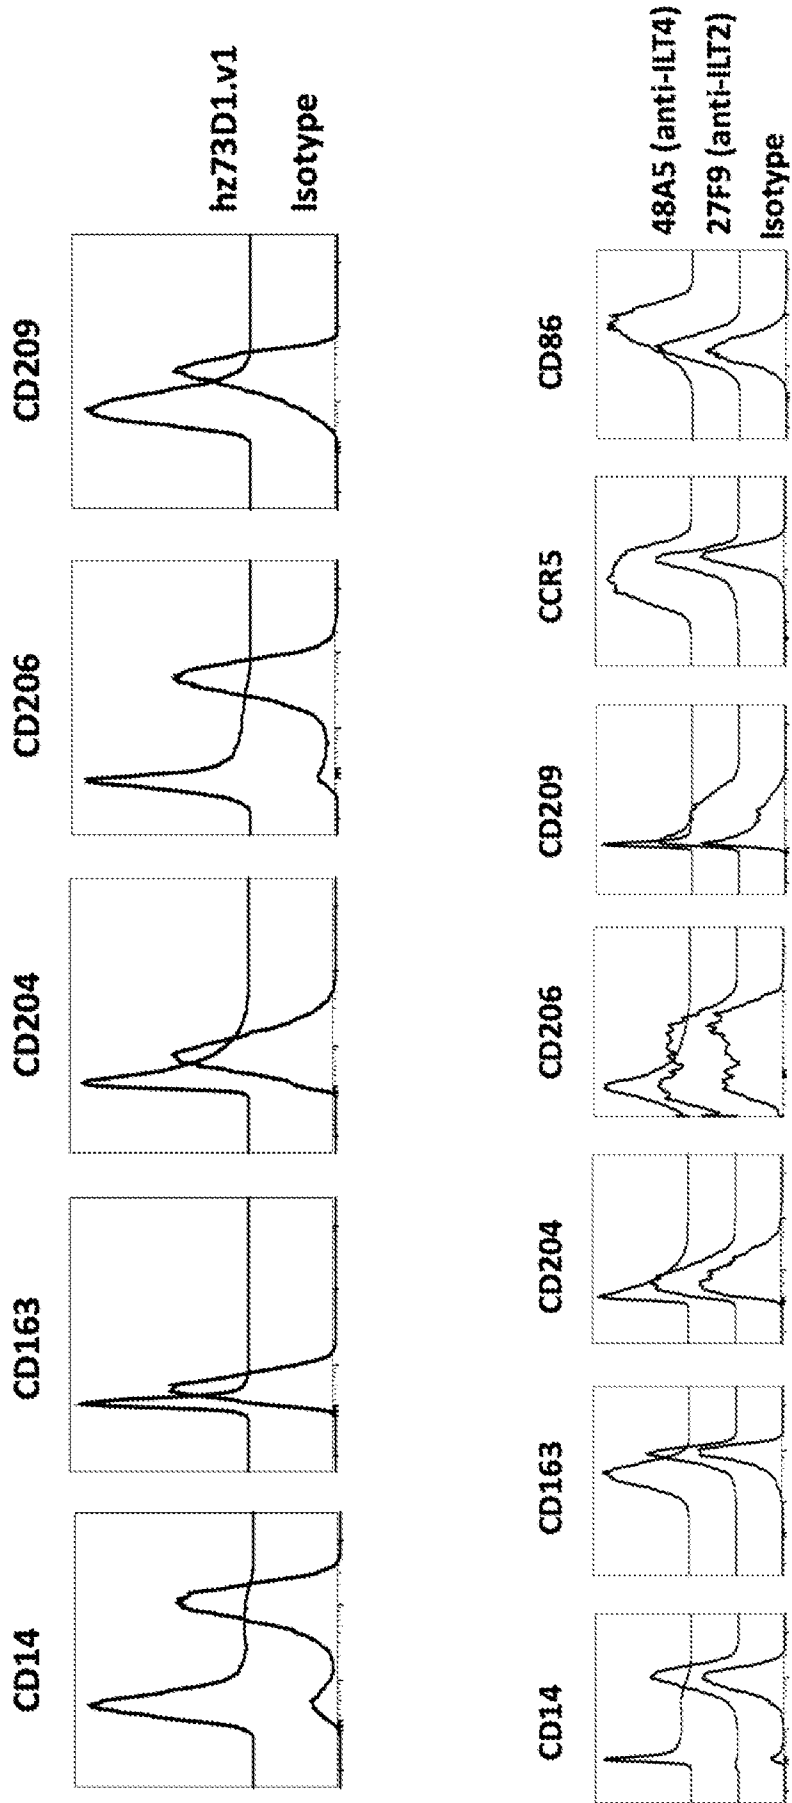 CD14
CD163
CD204
CD206
CD209
hz73D1.v1
Isotype
CD14
CD163
CD204
CD206
CD209
CCR5
CD86
48A5 (anti-ILT4)
27F9 (anti-ILT2)
Isotype